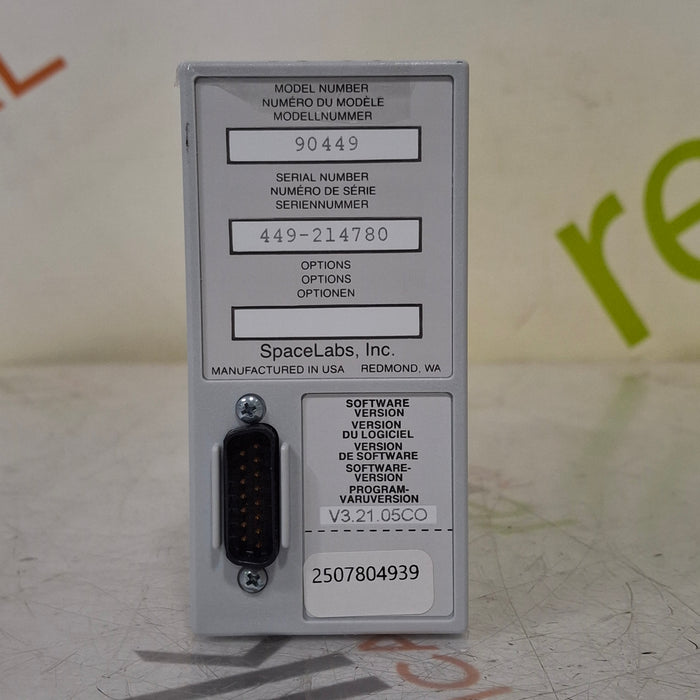 MODEL NUMBER
NUMÉRO DU MODÈLE
MODELLNUMMER
90449
SERIAL NUMBER
NUMÉRO DE SÉRIE
SERIENNUMMER
449-214780
OPTIONS
OPTIONS
OPTIONEN
SpaceLabs, Inc.
MANUFACTURED IN USA REDMOND, WA
SOFTWARE
VERSION
VERSION
DU LOGICIEL
VERSION
DE SOFTWARE
SOFTWARE-
VERSION
PROGRAM-
VARUVERSION
V3.21.05CO
2507804939
re